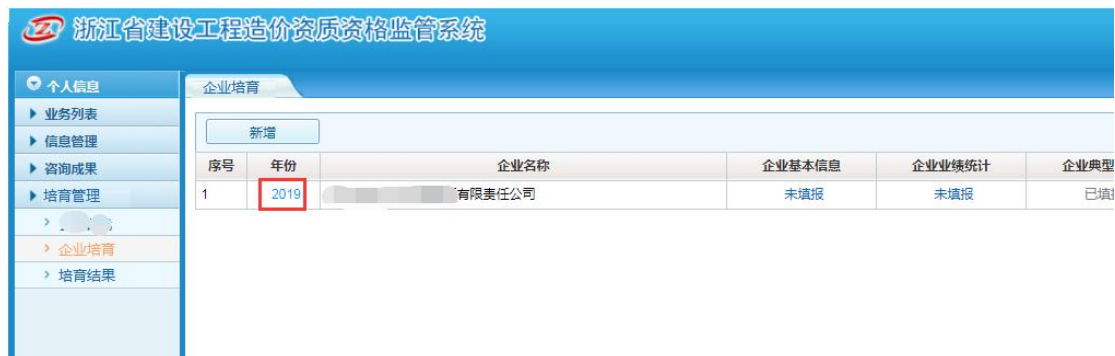 浙江省建设工程造价资质资格监管系统
个人信息
业务列表
信息管理
咨询成果
培育管理
企业培育
培育结果
企业培育
新增
序号 年份 企业名称 企业基本信息 企业业绩统计 企业典型
1 2019 有限责任公司 未填报 未填报 已填